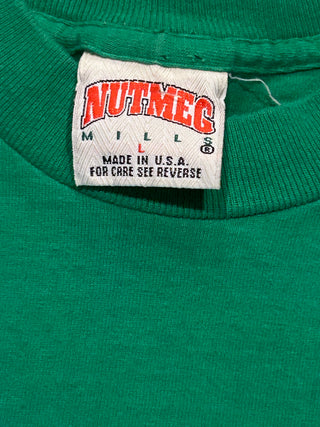 NUTMEG
MILLS®
L
MADE IN U.S.A.
FOR CARE SEE REVERSE